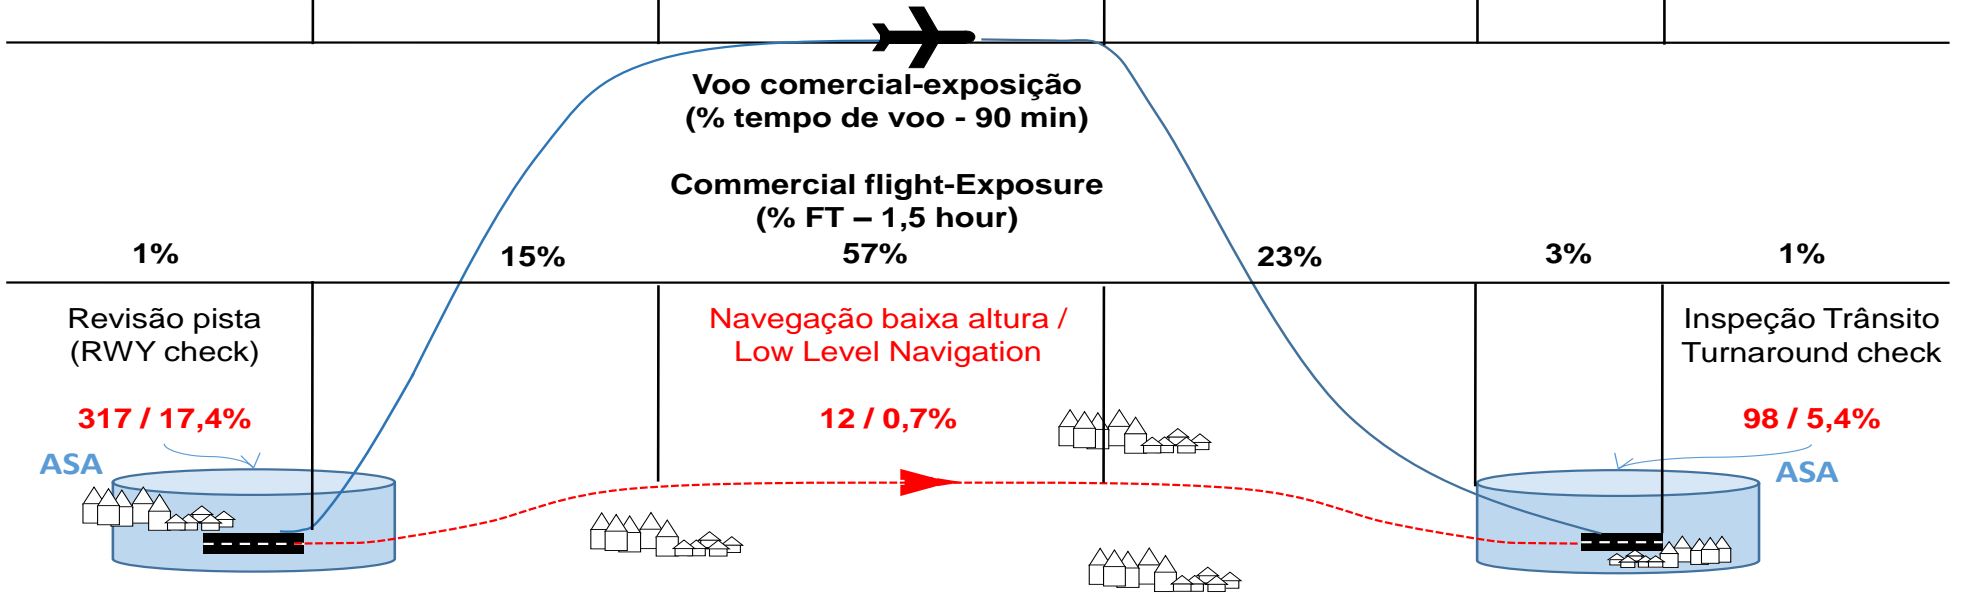 Voo comercial-exposição
(% tempo de voo - 90 min)
Commercial flight-Exposure
(% FT – 1,5 hour)
1%
15%
57%
23%
3%
1%
Revisão pista
(RWY check)
317 / 17,4%
ASA
Navegação baixa altura /
Low Level Navigation
12 / 0,7%
Inspeção Trânsito
Turnaround check
98 / 5,4%
ASA